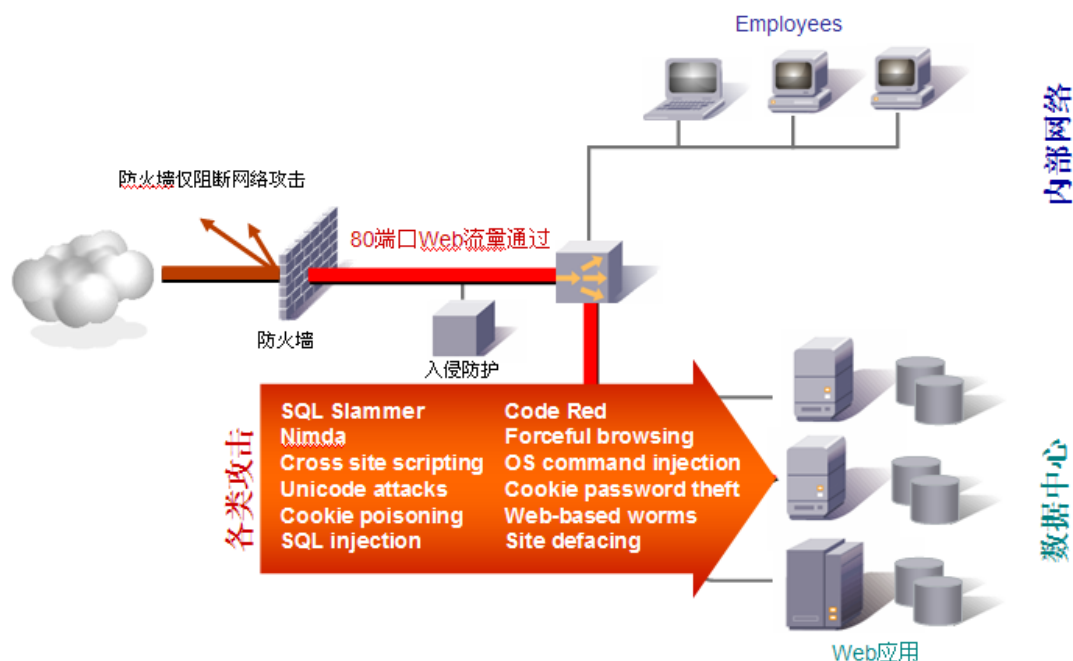 Employees
内部网络
防火墙仅阻断网络攻击
80端口Web流量通过
防火墙
入侵防护
各类攻击
SQL Slammer
Nimda
Cross site scripting
Unicode attacks
Cookie poisoning
SQL injection
Code Red
Forceful browsing
OS command injection
Cookie password theft
Web-based worms
Site defacing
数据中心
Web应用